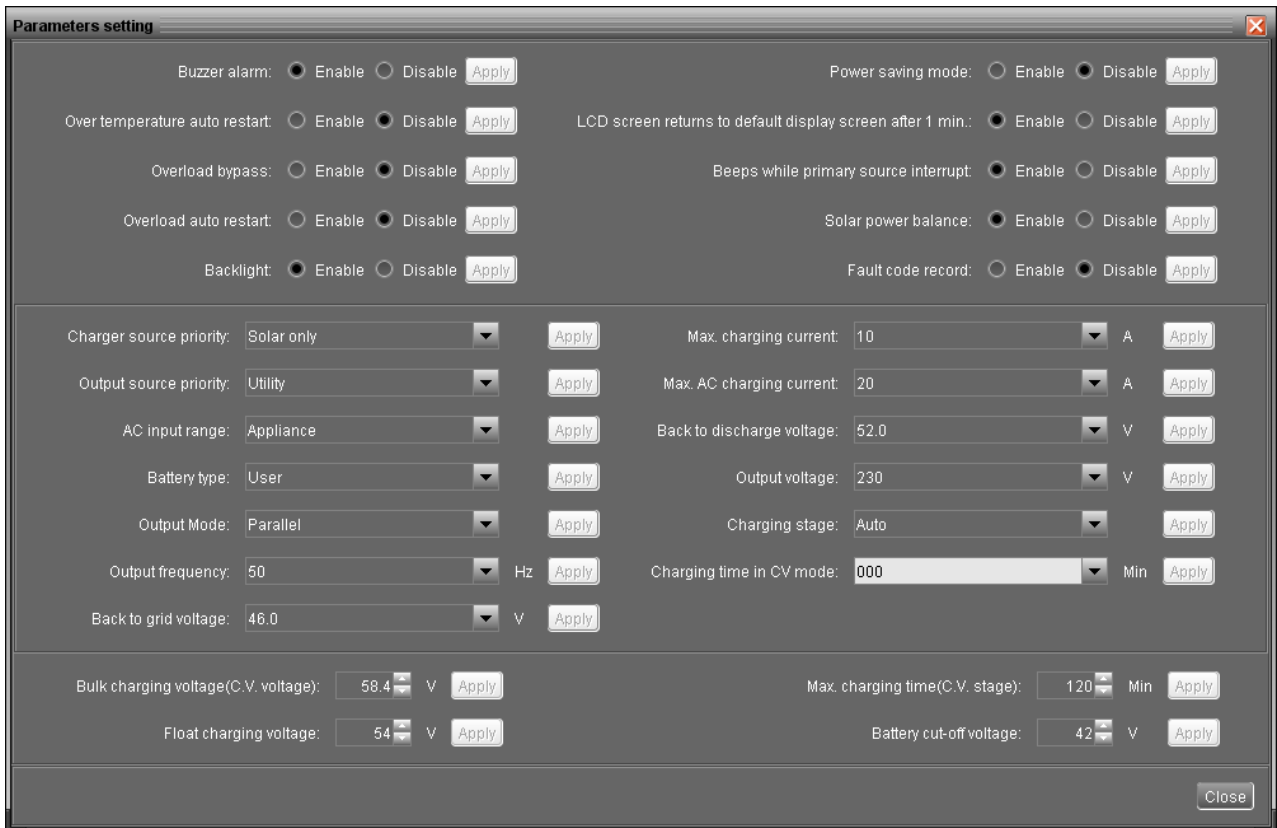 Parameters setting
Buzzer alarm: Enable Disable Apply Power saving mode: Enable Disable Apply
Over temperature auto restart: Enable Disable Apply LCD screen returns to default display screen after 1 min.: Enable Disable Apply
Overload bypass: Enable Disable Apply Beeps while primary source interrupt: Enable Disable Apply
Overload auto restart: Enable Disable Apply Solar power balance: Enable Disable Apply
Backlight: Enable Disable Apply Fault code record: Enable Disable Apply
Charger source priority: Solar only Apply Max. charging current: 10 A Apply
Output source priority: Utility Apply Max. AC charging current: 20 A Apply
AC input range: Appliance Apply Back to discharge voltage: 52.0 V Apply
Battery type: User Apply Output voltage: 230 V Apply
Output Mode: Parallel Apply Charging stage: Auto Apply
Output frequency: 50 Hz Apply Charging time in CV mode: 000 Min Apply
Back to grid voltage: 46.0 V Apply
Bulk charging voltage(C.V. voltage): 58.4 V Apply Max. charging time(C.V. stage): 120 Min Apply
Float charging voltage: 54 V Apply Battery cut-off voltage: 42 V Apply
Close